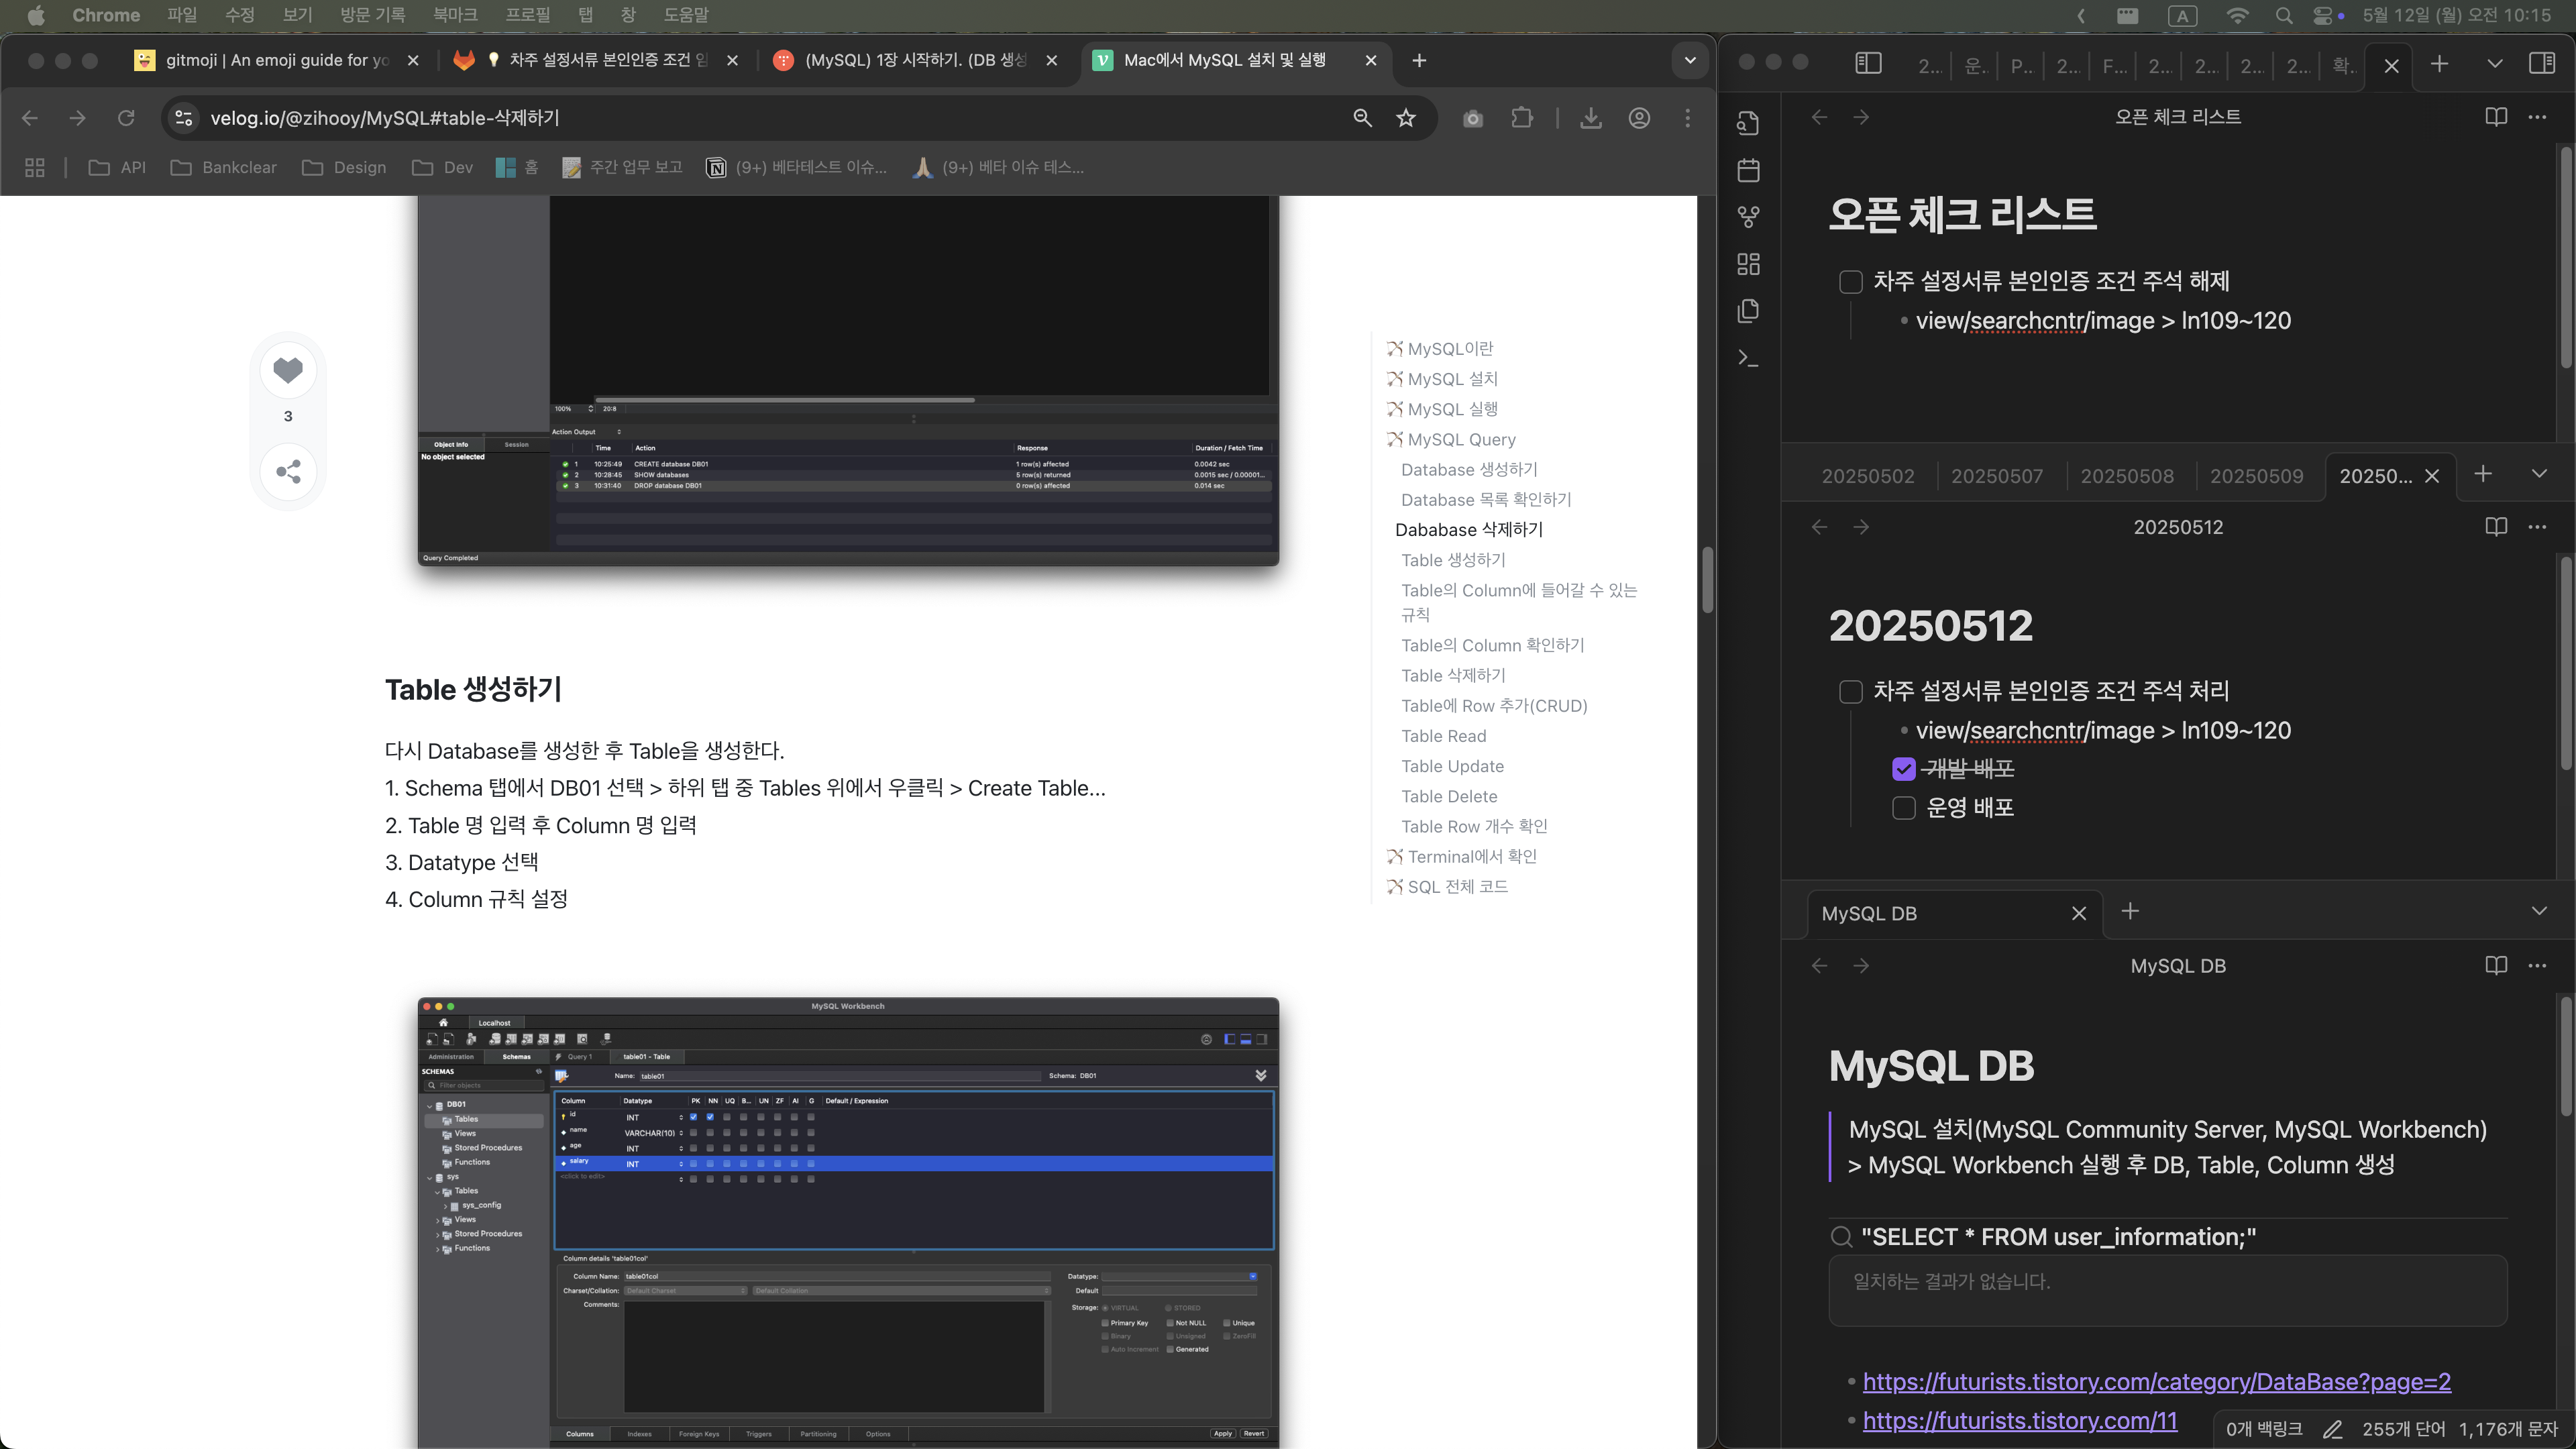 Chrome 파일 수정 보기 방문 기록 북마크 프로필 탭 창 도움말
A 5월 12일 (월) 오전 10:15
gitmoji | An emoji guide for yo
차주 설정서류 본인인증 조건 임
(MySQL) 1장 시작하기. (DB 생성
Mac에서 MySQL 설치 및 실행
velog.io/@zihooy/MySQL#table-삭제하기
API Bankclear Design Dev 홈 주간 업무 보고 (9+) 베타테스트 이슈... (9+) 베타 이슈 테스...
3
100% 20:8
Action Output
Object Info Session
No object selected
Time Action Response Duration / Fetch Time
1 10:25:49 CREATE database DB01 1 row(s) affected 0.0042 sec
2 10:28:45 SHOW databases 5 row(s) returned 0.0015 sec / 0.00001...
3 10:31:40 DROP database DB01 0 row(s) affected 0.014 sec
Query Completed
Table 생성하기
다시 Database를 생성한 후 Table을 생성한다.
1. Schema 탭에서 DB01 선택 > 하위 탭 중 Tables 위에서 우클릭 > Create Table...
2. Table 명 입력 후 Column 명 입력
3. Datatype 선택
4. Column 규칙 설정
MySQL Workbench
Localhost
Administration Schemas Query 1 table01 - Table
SCHEMAS
Filter objects
Name: table01 Schema: DB01
DB01
Tables
Views
Stored Procedures
Functions
sys
Tables
sys_config
Views
Stored Procedures
Functions
Column Datatype PK NN UQ B... UN ZF AI G Default / Expression
id INT
name VARCHAR(10)
age INT
salary INT
<click to edit>
Column details 'table01col'
Column Name: table01col Datatype:
Charset/Collation: Default Charset Default Collation Default
Comments: Storage: VIRTUAL STORED
Primary Key Not NULL Unique
Binary Unsigned ZeroFill
Auto Increment Generated
Columns Indexes Foreign Keys Triggers Partitioning Options Apply Revert
MySQL이란
MySQL 설치
MySQL 실행
MySQL Query
Database 생성하기
Database 목록 확인하기
Dababase 삭제하기
Table 생성하기
Table의 Column에 들어갈 수 있는
규칙
Table의 Column 확인하기
Table 삭제하기
Table에 Row 추가(CRUD)
Table Read
Table Update
Table Delete
Table Row 개수 확인
Terminal에서 확인
SQL 전체 코드
2... 운.. P... 2... F... 2... 2... 2... 2... 확..
오픈 체크 리스트
오픈 체크 리스트
차주 설정서류 본인인증 조건 주석 해제
view/searchcntr/image > ln109~120
20250502 20250507 20250508 20250509 20250...
20250512
20250512
차주 설정서류 본인인증 조건 주석 처리
view/searchcntr/image > ln109~120
개발 배포
운영 배포
MySQL DB
MySQL DB
MySQL DB
MySQL 설치(MySQL Community Server, MySQL Workbench)
> MySQL Workbench 실행 후 DB, Table, Column 생성
"SELECT * FROM user_information;"
일치하는 결과가 없습니다.
https://futurists.tistory.com/category/DataBase?page=2
https://futurists.tistory.com/11
0개 백링크 255개 단어 1,176개 문자